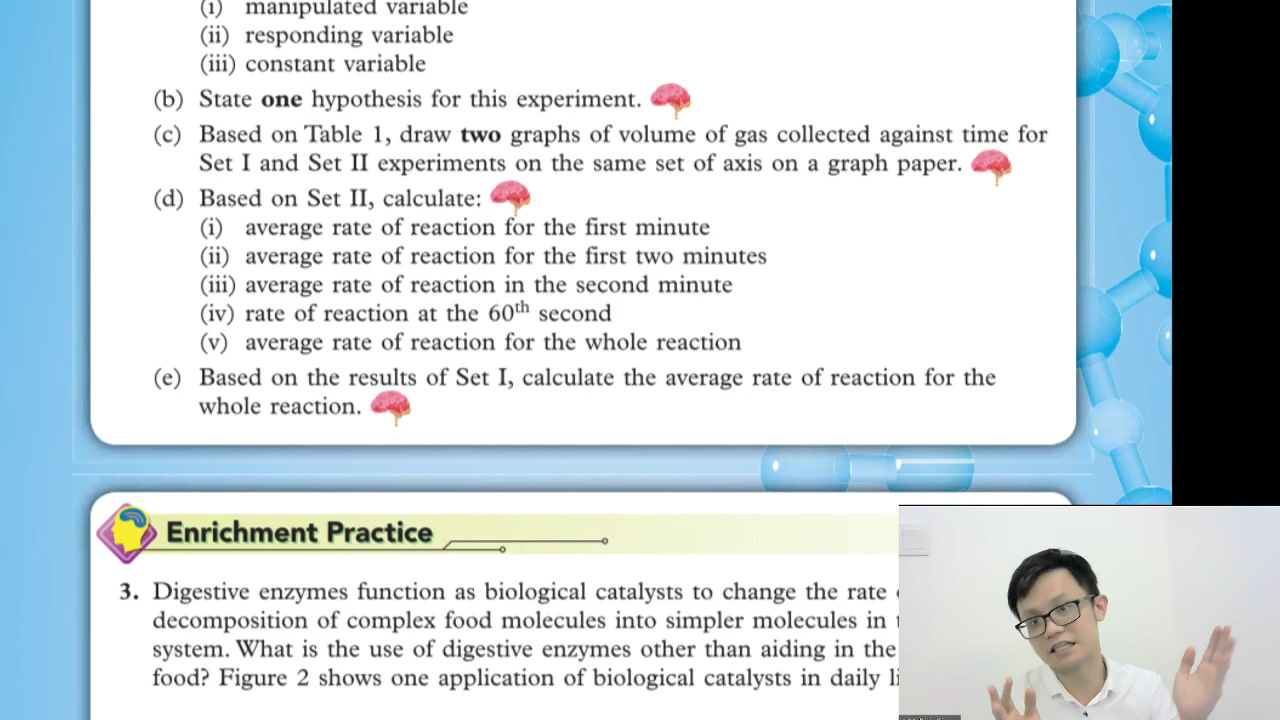 (i) manipulated variable
(ii) responding variable
(iii) constant variable
(b) State one hypothesis for this experiment.
(c) Based on Table 1, draw two graphs of volume of gas collected against time for
Set I and Set II experiments on the same set of axis on a graph paper.
(d) Based on Set II, calculate:
(i) average rate of reaction for the first minute
(ii) average rate of reaction for the first two minutes
(iii) average rate of reaction in the second minute
(iv) rate of reaction at the 60th second
(v) average rate of reaction for the whole reaction
(e) Based on the results of Set I, calculate the average rate of reaction for the
whole reaction.
Enrichment Practice
3. Digestive enzymes function as biological catalysts to change the rate
decomposition of complex food molecules into simpler molecules in
system. What is the use of digestive enzymes other than aiding in the
food? Figure 2 shows one application of biological catalysts in daily